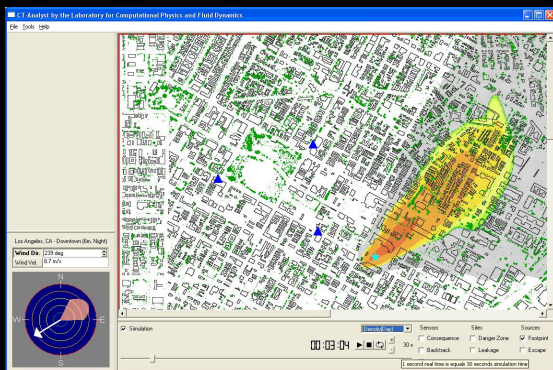 CT-Analyst by the Laboratory for Computational Physics and Fluid Dynamics
File Tools Help
Los Angeles, CA - Downtown (6m, Night)
Wind Dir. 239 deg
Wind Vel. 8.7 m/s
N
W
E
S
Simulation
00:03:04
Density(Day)
30 x
Sensors
Consequence
Backtrack
Sites
Danger Zone
Leakage
Sources
Footprint
Escape
1 second real time is equals 30 seconds simulation time